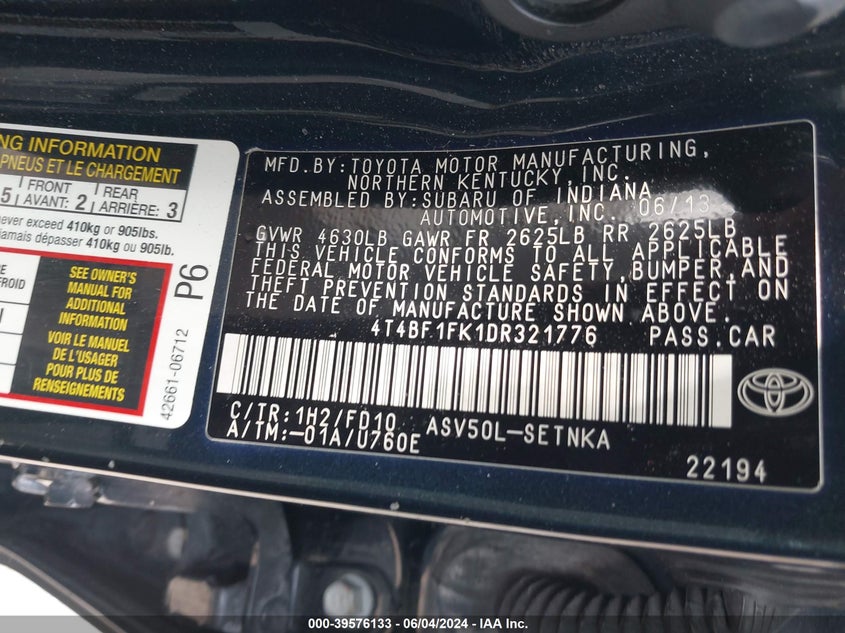 NG INFORMATION
PNEUS ET LE CHARGEMENT
5 FRONT AVANT: 2 REAR ARRIÈRE: 3
never exceed 410kg or 905lbs.
jamais dépasser 410kg ou 905lb.
SEE OWNER'S
MANUAL FOR
ADDITIONAL
INFORMATION
VOIR LE MANUEL
DE L'USAGER
POUR PLUS DE
RENSEIGNEMENTS
P6
42661-06712
MFD.BY:TOYOTA MOTOR MANUFACTURING,
NORTHERN KENTUCKY,INC.
ASSEMBLED BY:SUBARU OF INDIANA
AUTOMOTIVE,INC. 06/13
GVWR 4630LB GAWR FR 2625LB RR 2625LB
THIS VEHICLE CONFORMS TO ALL APPLICABLE
FEDERAL MOTOR VEHICLE SAFETY,BUMPER,AND
THEFT PREVENTION STANDARDS IN EFFECT ON
THE DATE OF MANUFACTURE SHOWN ABOVE.
4T4BF1FK1DR321776 PASS.CAR
C/TR:1H2/FD10 ASV50L-SETNKA
A/TM:-01A/U760E
22194
000-39576133 - 06/04/2024 - IAA Inc.